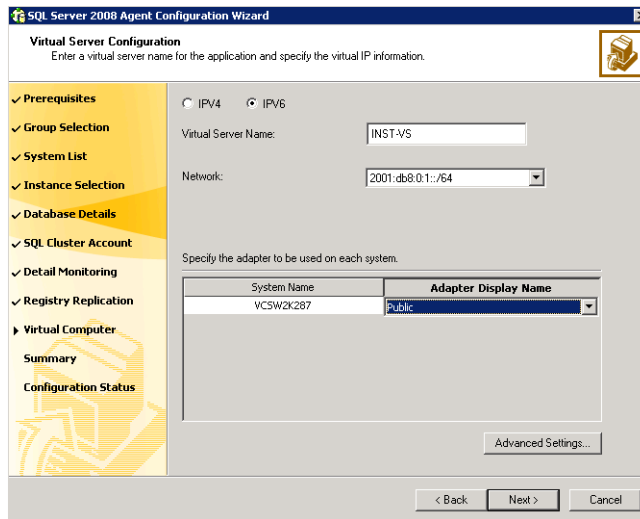 SQL Server 2008 Agent Configuration Wizard
Virtual Server Configuration
Enter a virtual server name for the application and specify the virtual IP information.
Prerequisites
Group Selection
System List
Instance Selection
Database Details
SQL Cluster Account
Detail Monitoring
Registry Replication
Virtual Computer
Summary
Configuration Status
IPV4 IPV6
Virtual Server Name: INST-VS
Network: 2001:db8:0:1::/64
Specify the adapter to be used on each system.
System Name Adapter Display Name
VCSW2K287 Public
Advanced Settings...
< Back Next > Cancel